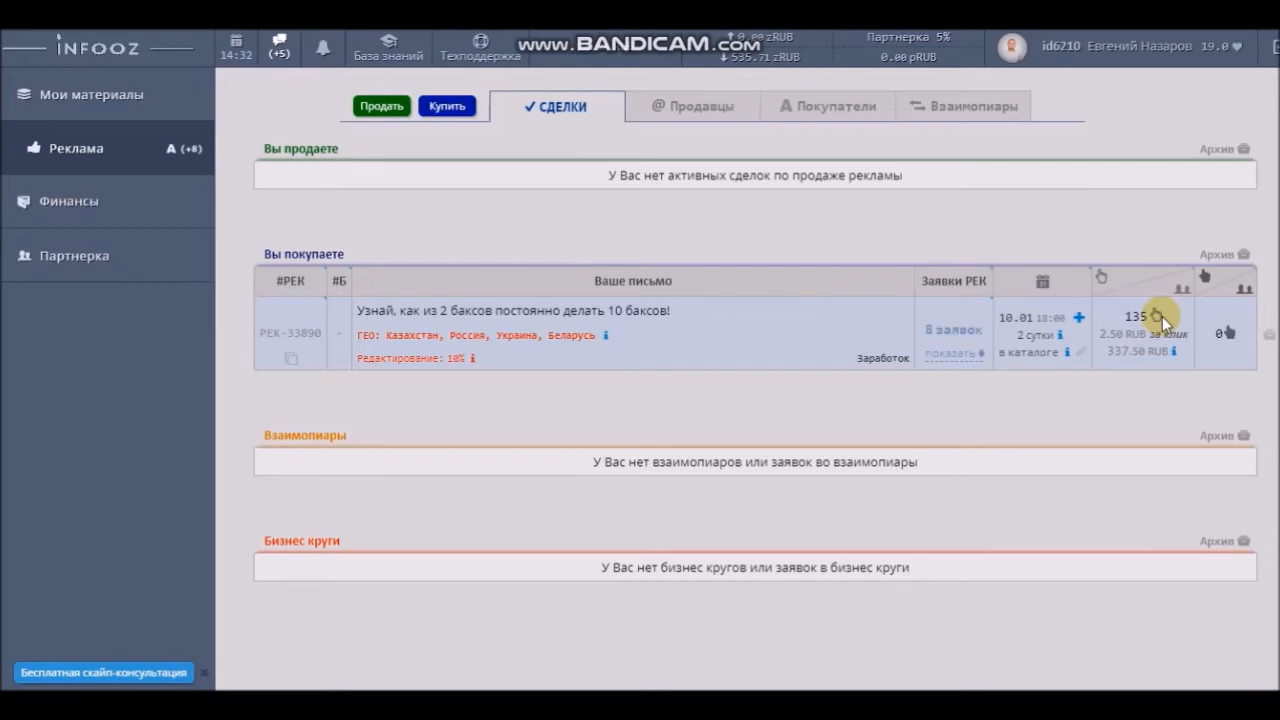 iNFOOZ
14:32
(+5)
База знаний
Техподдержка
www.BANDICAM.com
535.71 zRUB
Партнерка 5%
0.00 pRUB
id6210 Евгений Назаров 19.0
Мои материалы
Реклама A (+8)
Финансы
Партнерка
Продать
Купить
СДЕЛКИ
@ Продавцы
A Покупатели
Взаимопиары
Вы продаете
Архив
У Вас нет активных сделок по продаже рекламы
Вы покупаете
Архив
#РЕК
#Б
Ваше письмо
Заявки РЕК
РЕК-33890
-
Узнай, как из 2 баксов постоянно делать 10 баксов!
ГЕО: Казахстан, Россия, Украина, Беларусь
Редактирование: 10%
Заработок
8 заявок
показать
10.01 18:00
2 сутки
в каталоге
135
2.50 RUB за клик
337.50 RUB
0
Взаимопиары
Архив
У Вас нет взаимопиаров или заявок во взаимопиары
Бизнес круги
Архив
У Вас нет бизнес кругов или заявок в бизнес круги
Бесплатная скайп-консультация